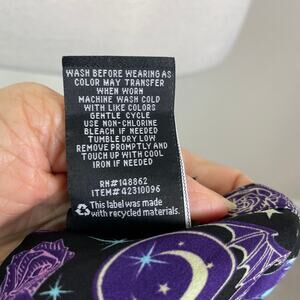 WASH BEFORE WEARING AS
COLOR MAY TRANSFER
WHEN WORN
MACHINE WASH COLD
WITH LIKE COLORS
GENTLE CYCLE
USE NON-CHLORINE
BLEACH IF NEEDED
TUMBLE DRY LOW
REMOVE PROMPTLY AND
TOUCH UP WITH COOL
IRON IF NEEDED
RN#148862
ITEM#42310096
This label was made
with recycled materials.